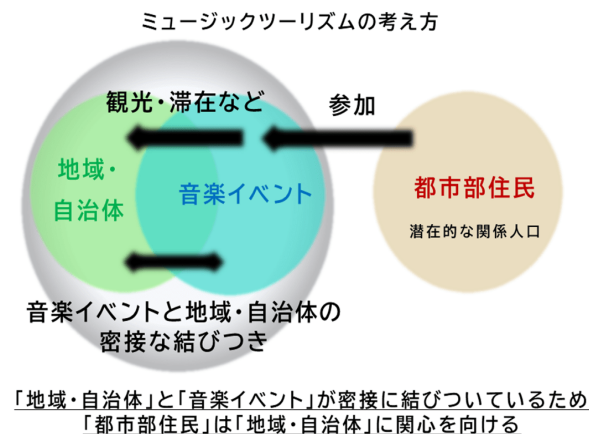 ミュージックツーリズムの考え方
観光・滞在など
参加
地域・
自治体
音楽イベント
都市部住民
潜在的な関係人口
音楽イベントと地域・自治体の
密接な結びつき
「地域・自治体」と「音楽イベント」が密接に結びついているため
「都市部住民」は「地域・自治体」に関心を向ける